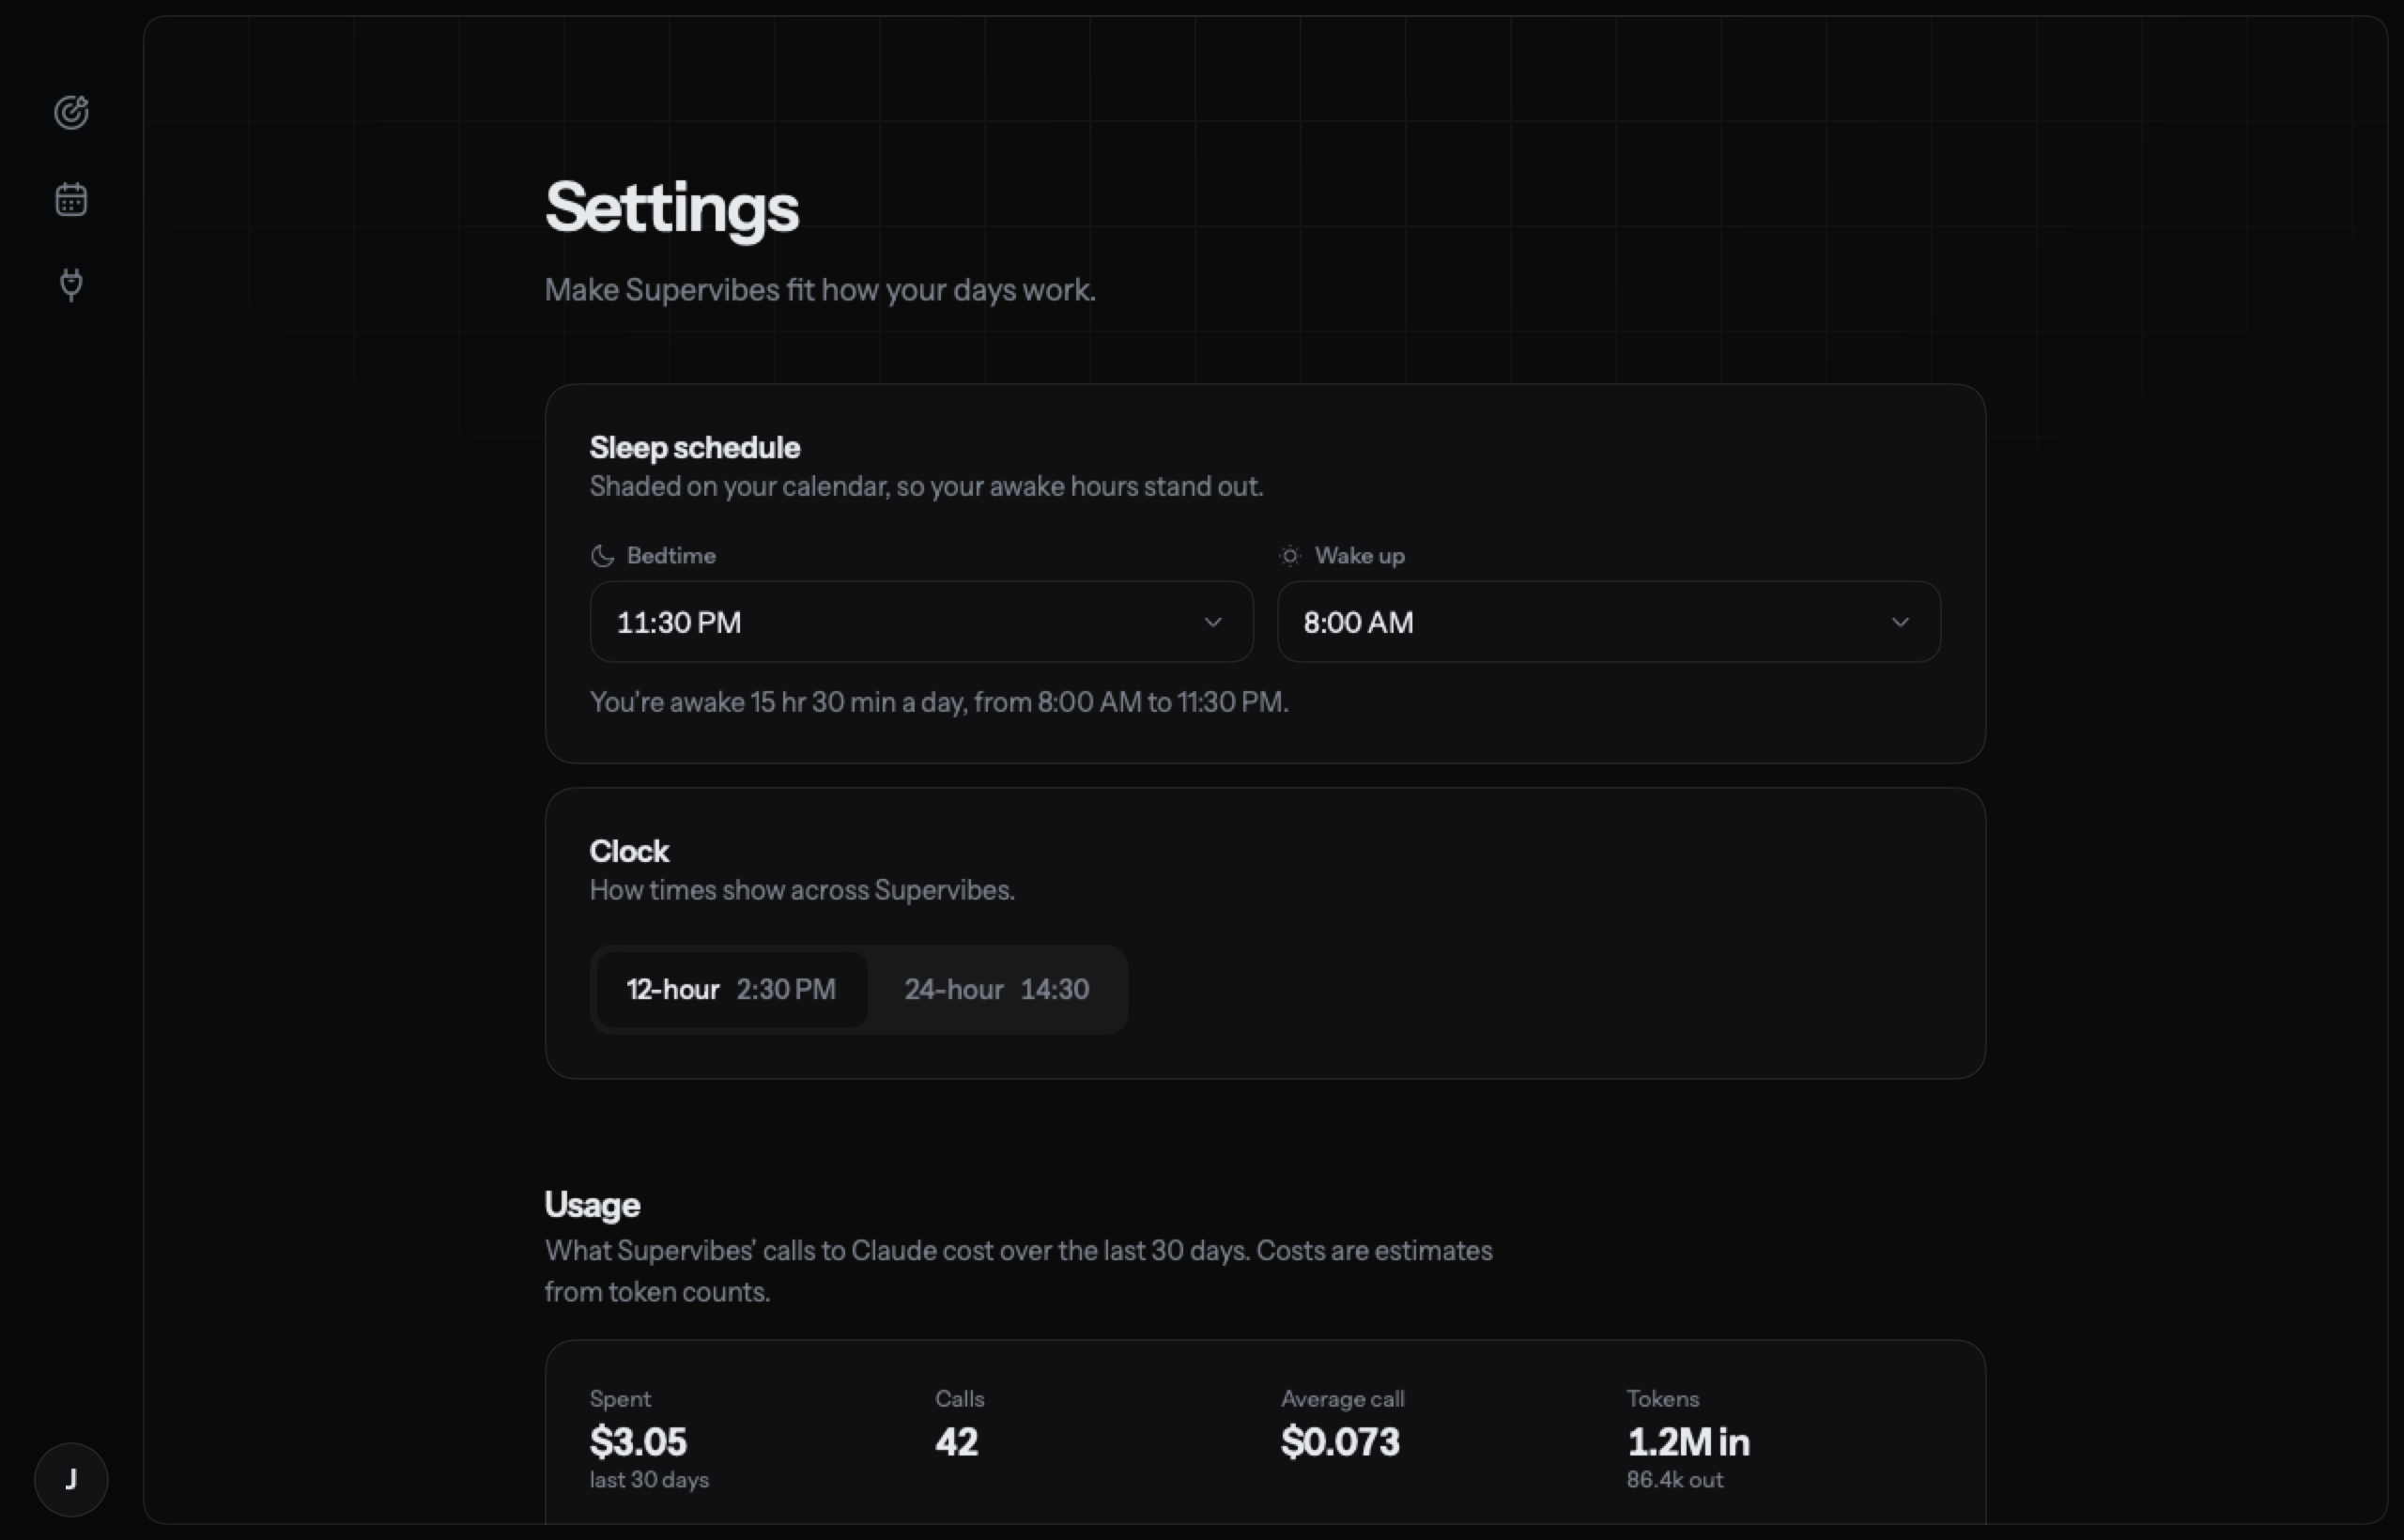 Settings
Make Supervibes fit how your days work.
Sleep schedule
Shaded on your calendar, so your awake hours stand out.
Bedtime
11:30 PM
Wake up
8:00 AM
You’re awake 15 hr 30 min a day, from 8:00 AM to 11:30 PM.
Clock
How times show across Supervibes.
12-hour 2:30 PM 24-hour 14:30
Usage
What Supervibes’ calls to Claude cost over the last 30 days. Costs are estimates
from token counts.
Spent
$3.05
last 30 days
Calls
42
Average call
$0.073
Tokens
1.2M in
86.4k out
J